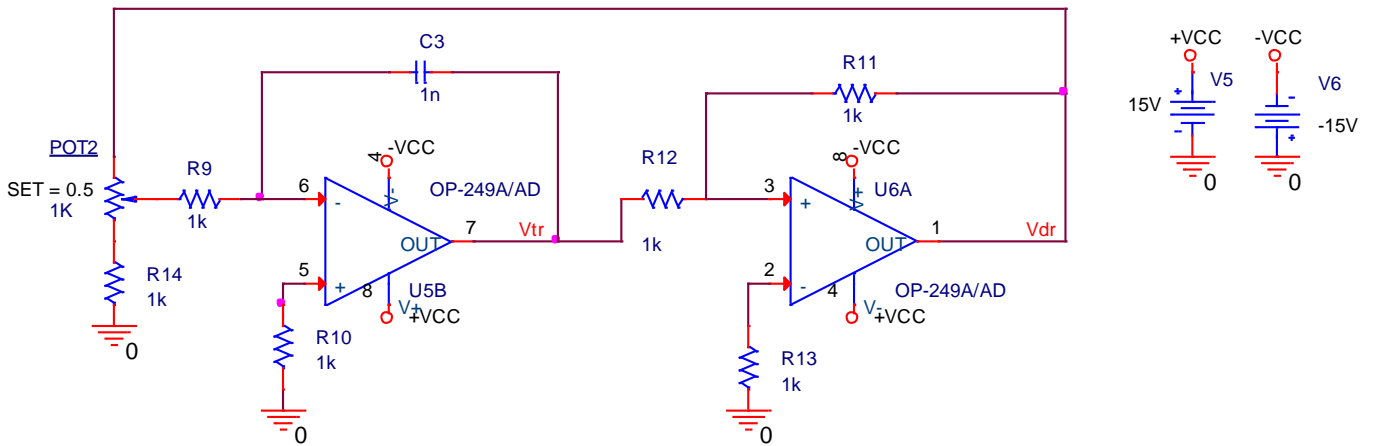 C3
1n
R11
1k
+VCC
-VCC
V5
V6
15V
-15V
0
0
POT2
SET = 0.5
1K
R9
1k
4
-VCC
V-
OP-249A/AD
R12
1k
8
-VCC
V+
U6A
6
-
7
OUT
Vtr
3
+
1
OUT
Vdr
5
+
8
U5B
V+
+VCC
2
-
4
OP-249A/AD
V-
+VCC
R14
1k
0
R10
1k
0
R13
1k
0
+
-
-
+